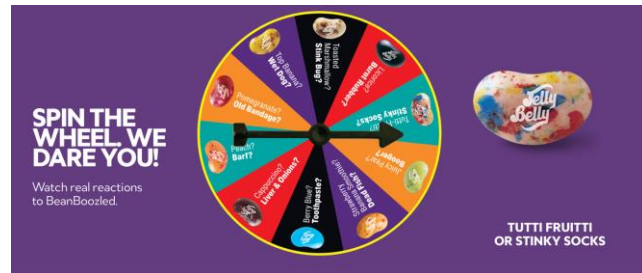 SPIN THE
WHEEL. WE
DARE YOU!
Watch real reactions
to BeanBoozled.
Toasted
Marshmallow?
Stink Bug?
Licorice?
Burnt Rubber?
Stinky Socks?
Juicy Pear?
Booger?
Strawberry
Banana Smoothie?
Dead Fish?
Berry Blue?
Toothpaste?
Cappuccino?
Liver & Onions?
Peach?
Barf?
Pomegranate?
Old Bandage?
Top Banana?
Wet Dog?
Jelly
Belly
TUTTI FRUITTI
OR STINKY SOCKS